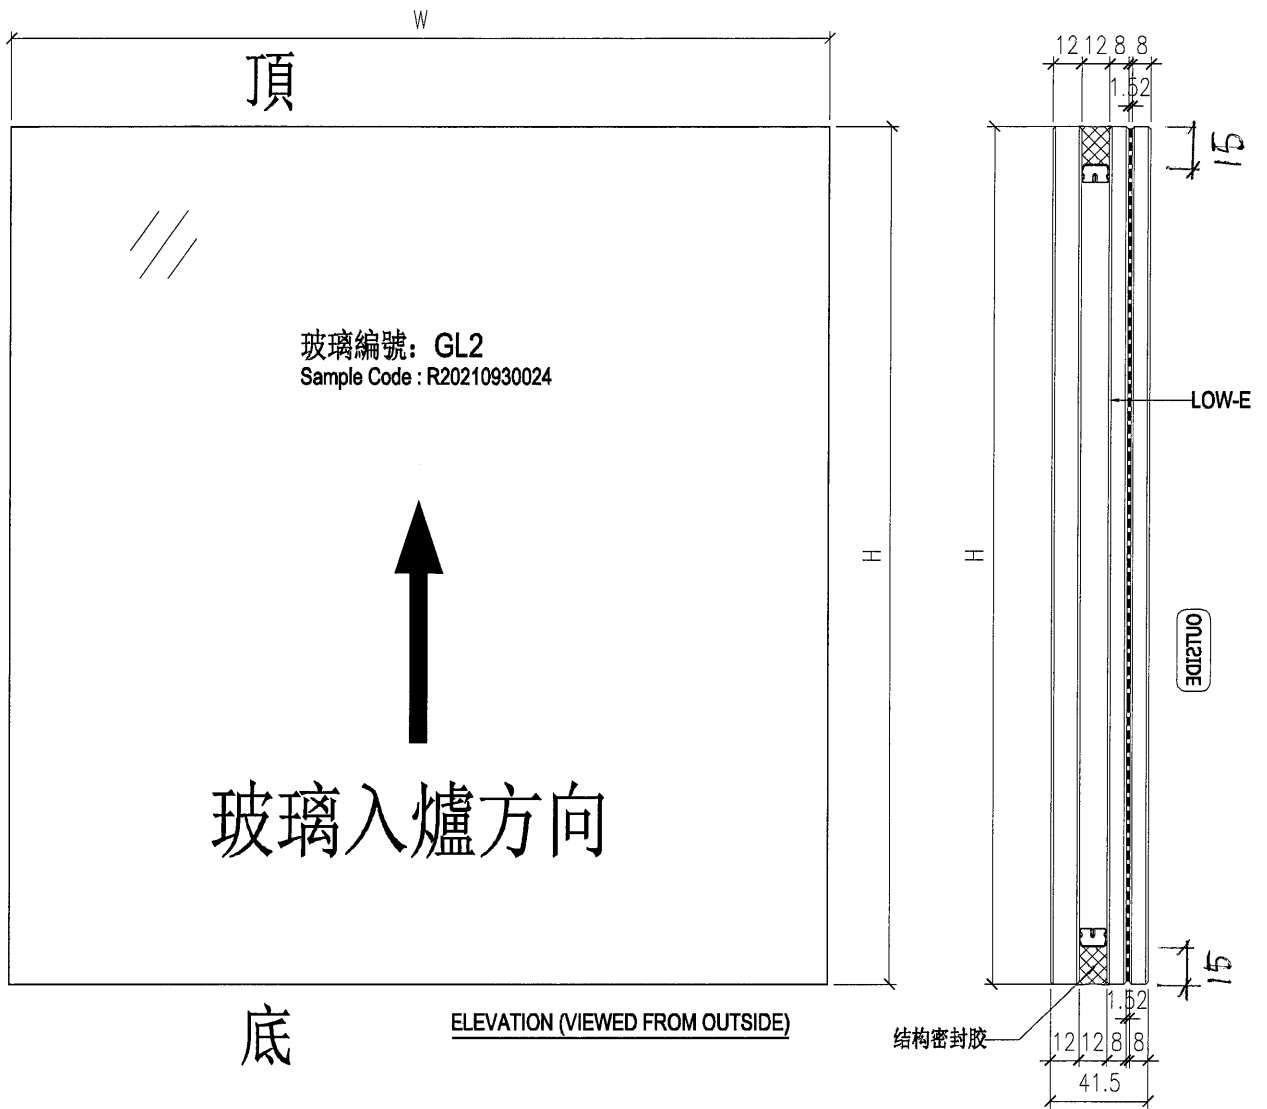 W
頂
12 12 8 8
1.52
15
玻璃編號：GL2
Sample Code : R20210930024
LOW-E
H
H
OUTSIDE
玻璃入爐方向
15
底
ELEVATION (VIEWED FROM OUTSIDE)
结构密封胶
1.52
12 12 8 8
41.5